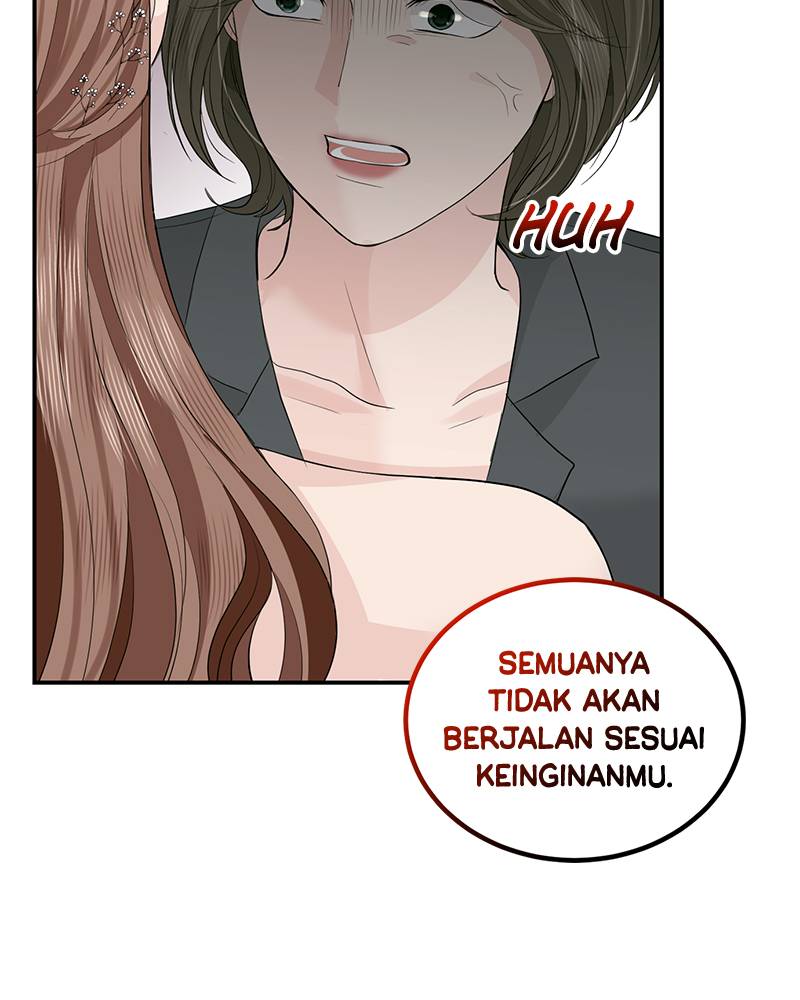 HUH
SEMUANYA
TIDAK AKAN
BERJALAN SESUAI
KEINGINANMU.